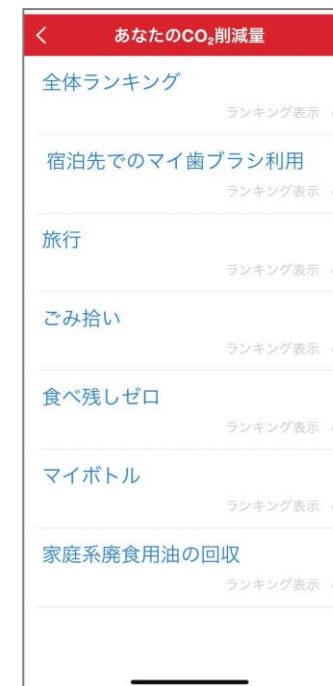 あなたのCO₂削減量
全体ランキング
ランキング表示
宿泊先でのマイ歯ブラシ利用
ランキング表示
旅行
ランキング表示
ごみ拾い
ランキング表示
食べ残しゼロ
ランキング表示
マイボトル
ランキング表示
家庭系廃食用油の回収
ランキング表示